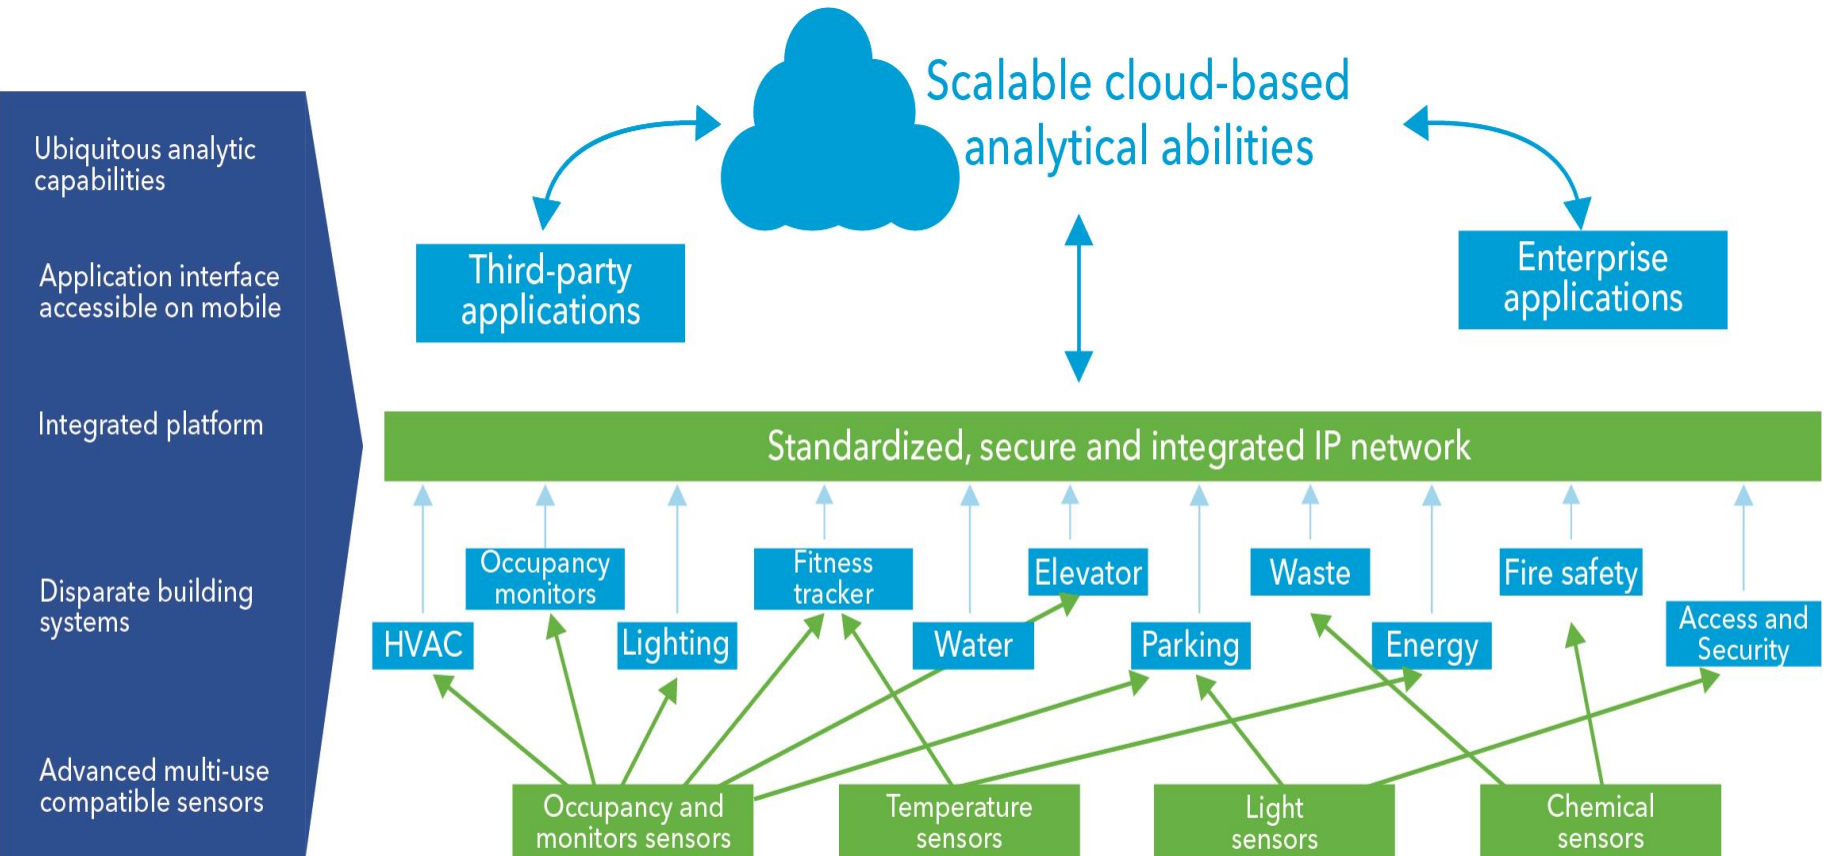 Scalable cloud-based
analytical abilities
Ubiquitous analytic
capabilities
Application interface
accessible on mobile
Third-party
applications
Enterprise
applications
Integrated platform
Standardized, secure and integrated IP network
Disparate building
systems
HVAC
Occupancy
monitors
Lighting
Fitness
tracker
Water
Elevator
Parking
Waste
Energy
Fire safety
Access and
Security
Advanced multi-use
compatible sensors
Occupancy and
monitors sensors
Temperature
sensors
Light
sensors
Chemical
sensors